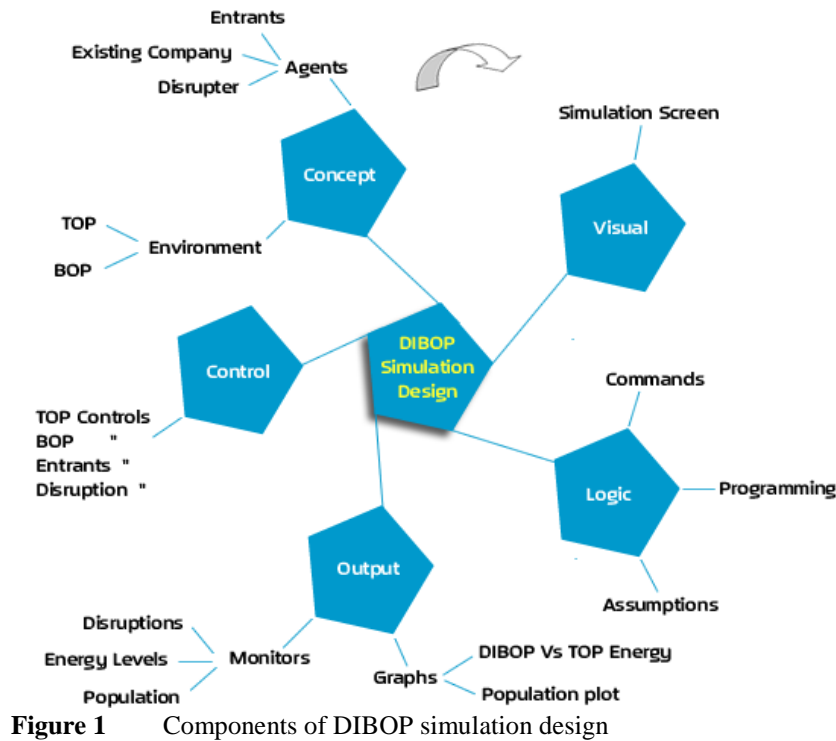 Entrants
Existing Company
Disrupter
Agents
Concept
TOP
BOP
Environment
Simulation Screen
Visual
DIBOP
Simulation
Design
Control
TOP Controls
BOP "
Entrants "
Disruption "
Commands
Logic
Programming
Assumptions
Output
Disruptions
Energy Levels
Population
Monitors
Graphs
DIBOP Vs TOP Energy
Population plot
Figure 1 Components of DIBOP simulation design